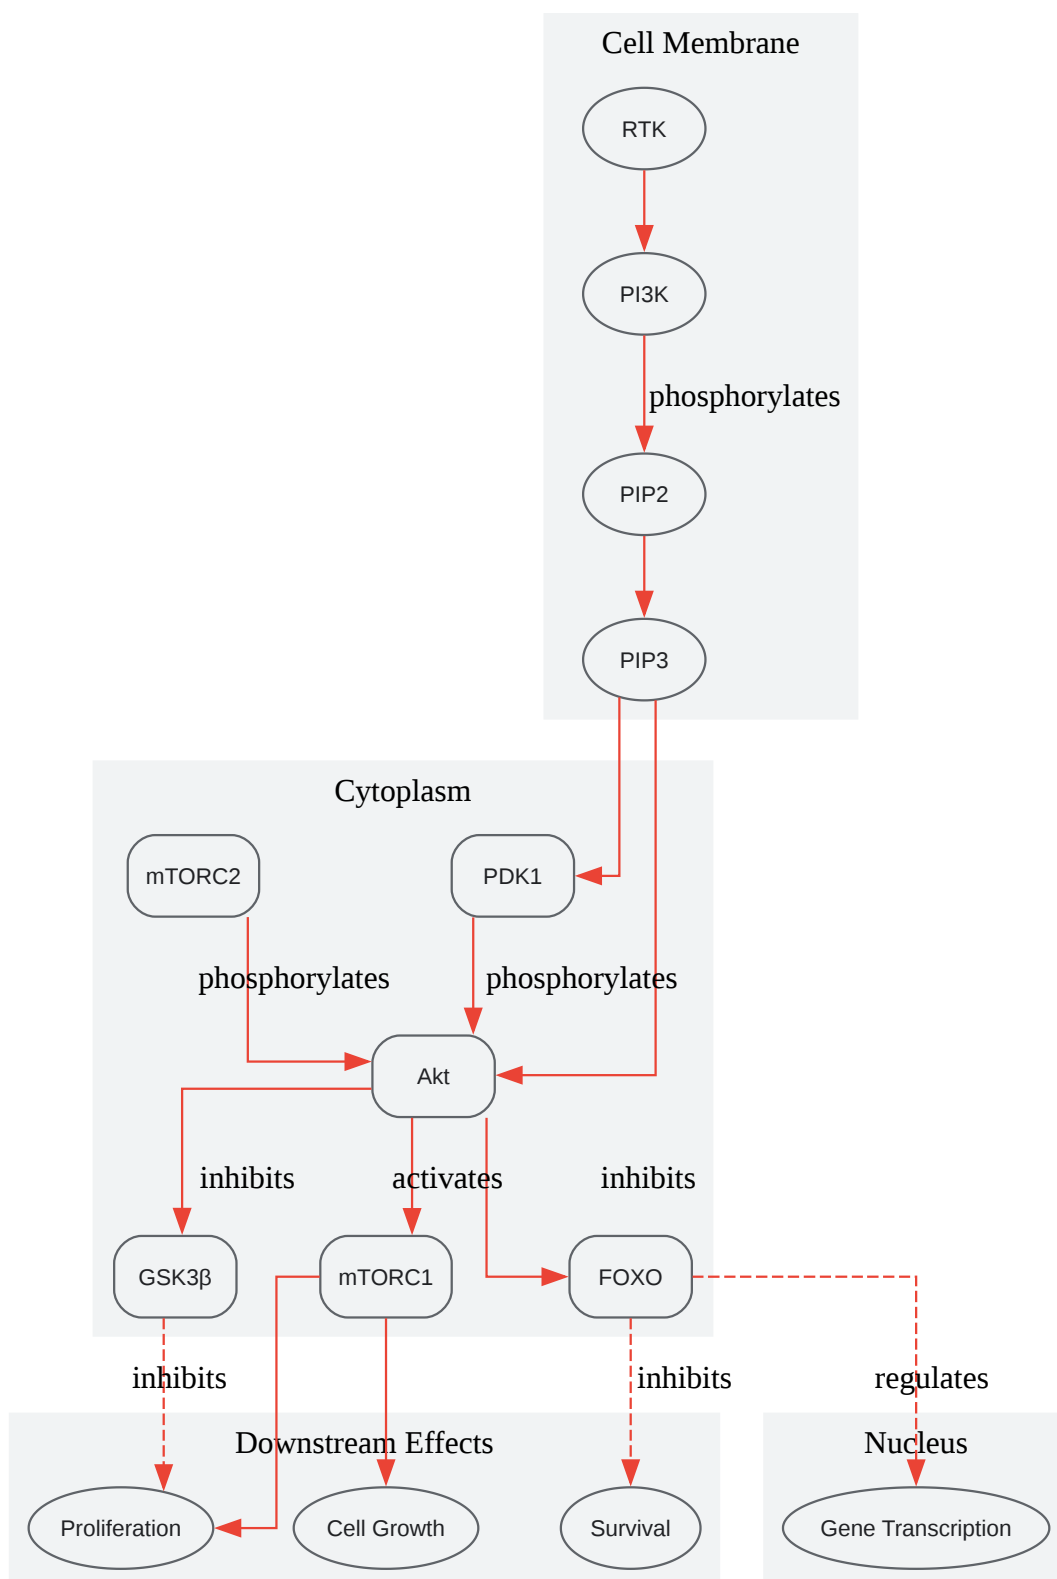 Cell Membrane
RTK
PI3K
phosphorylates
PIP2
PIP3
Cytoplasm
mTORC2
PDK1
phosphorylates
phosphorylates
Akt
inhibits
activates
inhibits
GSK3β
mTORC1
FOXO
inhibits
inhibits
regulates
Downstream Effects
Nucleus
Proliferation
Cell Growth
Survival
Gene Transcription